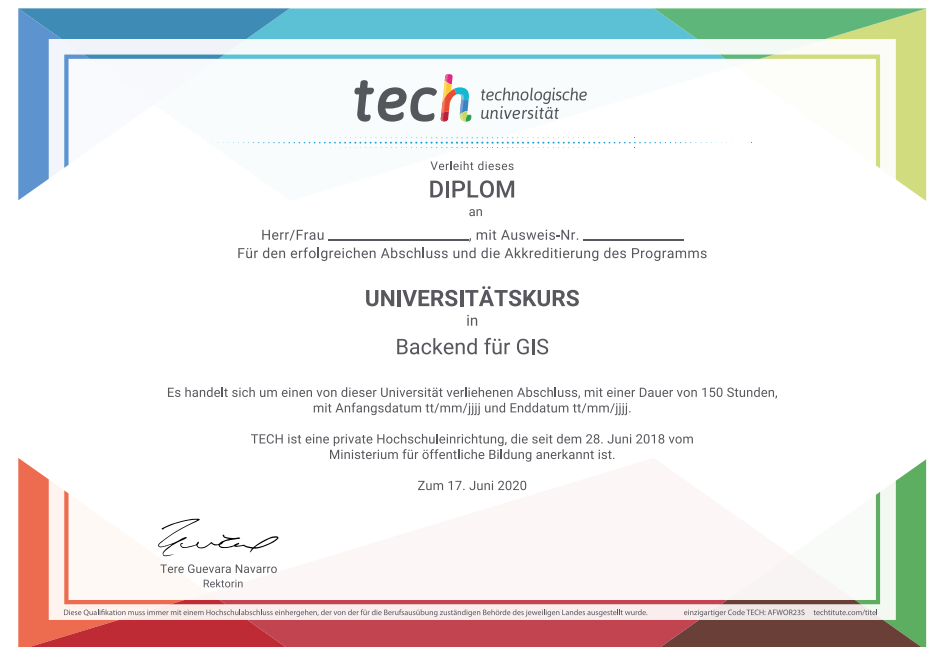 tech technologische
universität
Verleiht dieses
DIPLOM
an
Herr/Frau ____________, mit Ausweis-Nr. ____________
Für den erfolgreichen Abschluss und die Akkreditierung des Programms
UNIVERSITÄTSKURS
in
Backend für GIS
Es handelt sich um einen von dieser Universität verliehenen Abschluss, mit einer Dauer von 150 Stunden,
mit Anfangsdatum tt/mm/jjjj und Enddatum tt/mm/jjjj.
TECH ist eine private Hochschuleinrichtung, die seit dem 28. Juni 2018 vom
Ministerium für öffentliche Bildung anerkannt ist.
Zum 17. Juni 2020
Tere Guevara Navarro
Rektorin
Diese Qualifikation muss immer mit einem Hochschulabschluss einhergehen, der von der für die Berufsausübung zuständigen Behörde des jeweiligen Landes ausgestellt wurde. einzigartiger Code TECH: AFWOR23S techtitute.com/titel